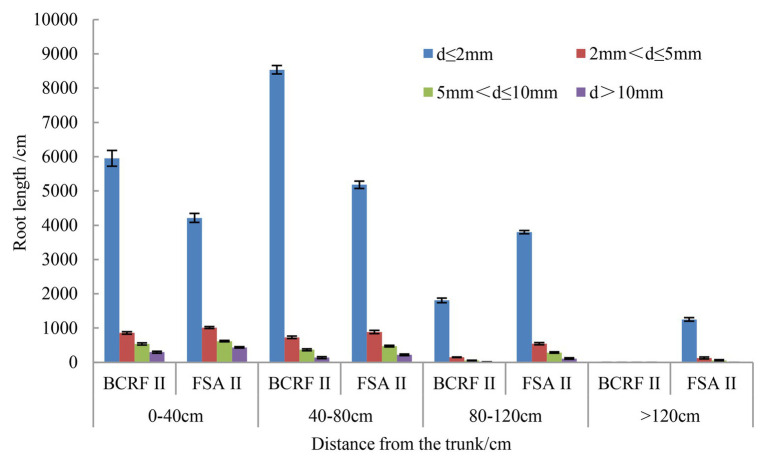 10000
9000
8000
7000
6000
5000
4000
3000
2000
1000
0
Root length /cm
d≤2mm
2mm<d≤5mm
5mm<d≤10mm
d>10mm
BCRF II FSA II BCRF II FSA II BCRF II FSA II BCRF II FSA II
0-40cm 40-80cm 80-120cm >120cm
Distance from the trunk/cm